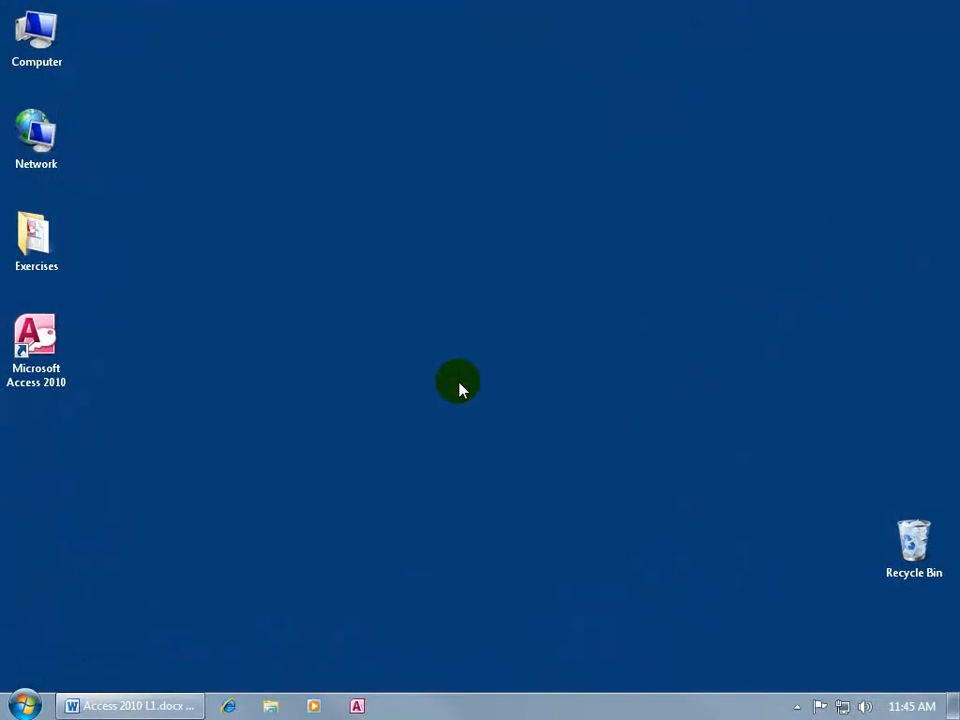 Computer
Network
Exercises
Microsoft
Access 2010
Recycle Bin
Access 2010 L1.docx ...
11:45 AM